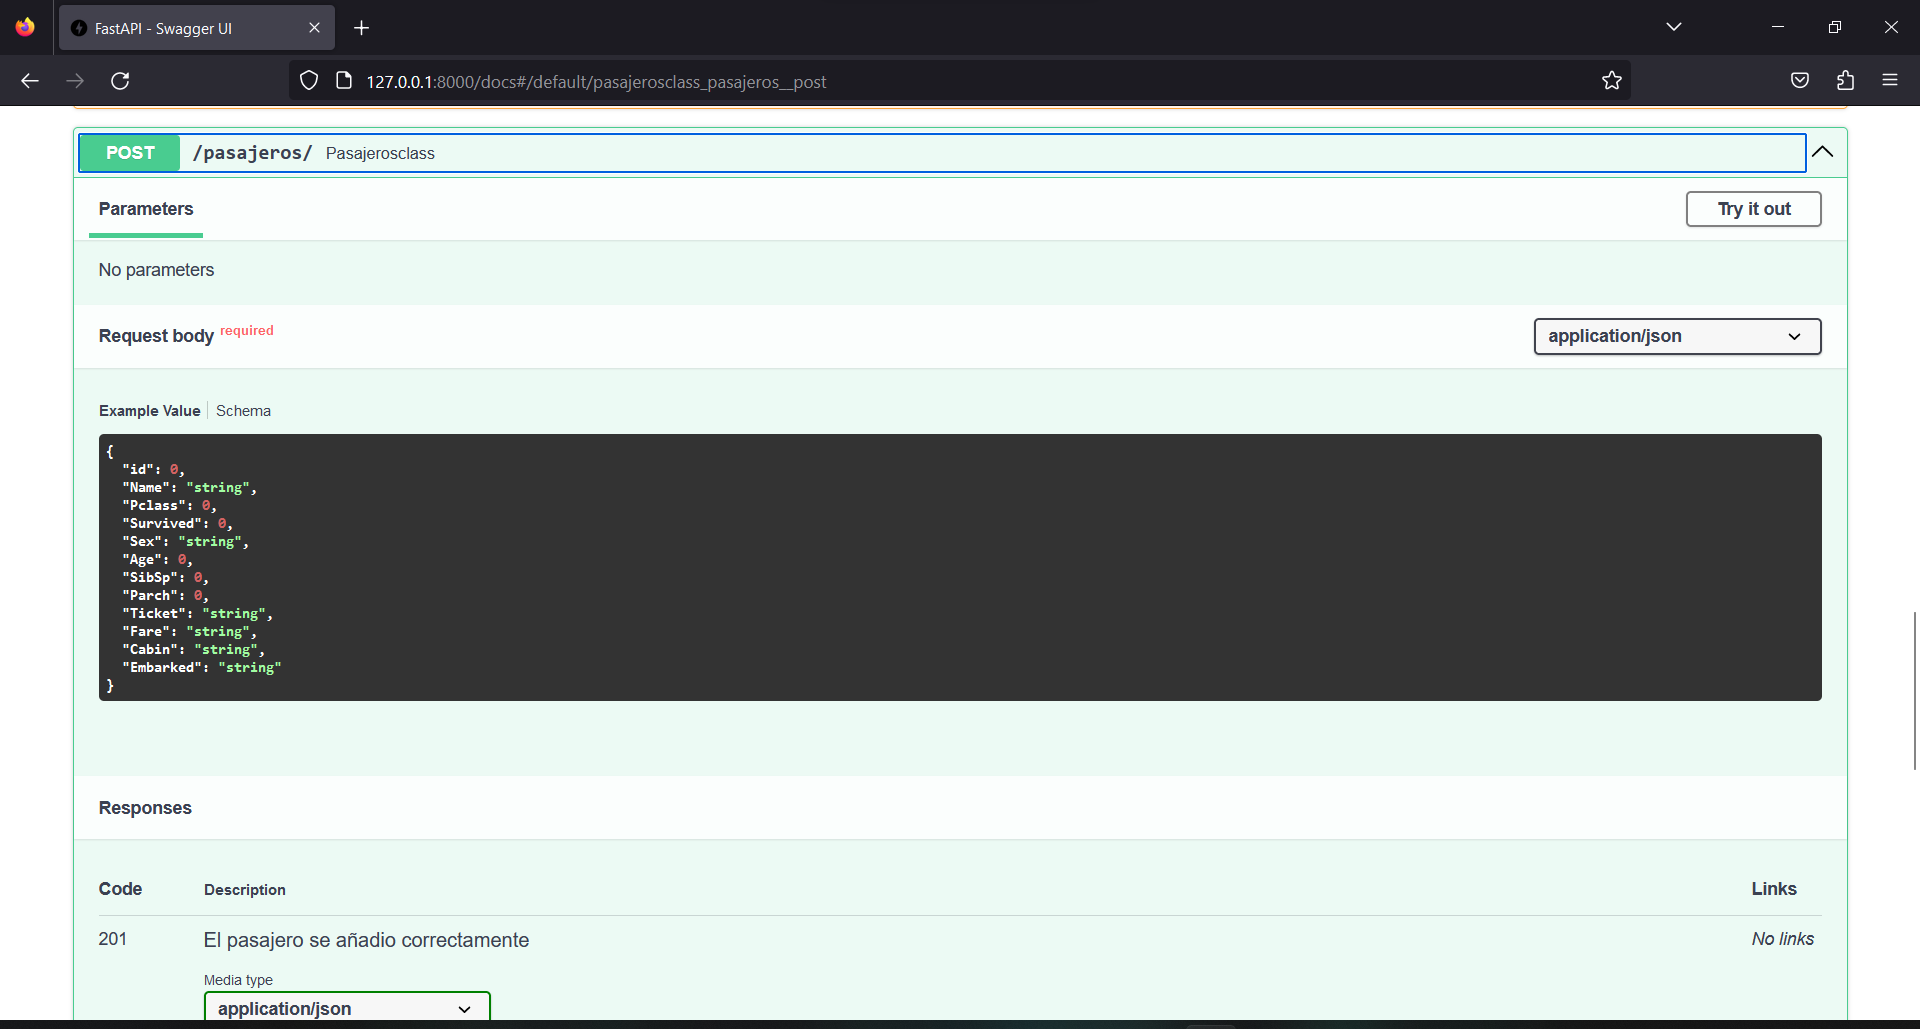 FastAPI - Swagger UI
127.0.0.1:8000/docs#/default/pasajerosclass_pasajeros__post
POST /pasajeros/ Pasajerosclass
Parameters
Try it out
No parameters
Request body required
application/json
Example Value Schema
{
"id": 0,
"Name": "string",
"Pclass": 0,
"Survived": 0,
"Sex": "string",
"Age": 0,
"SibSp": 0,
"Parch": 0,
"Ticket": "string",
"Fare": "string",
"Cabin": "string",
"Embarked": "string"
}
Responses
Code Description Links
201 El pasajero se añadio correctamente No links
Media type
application/json